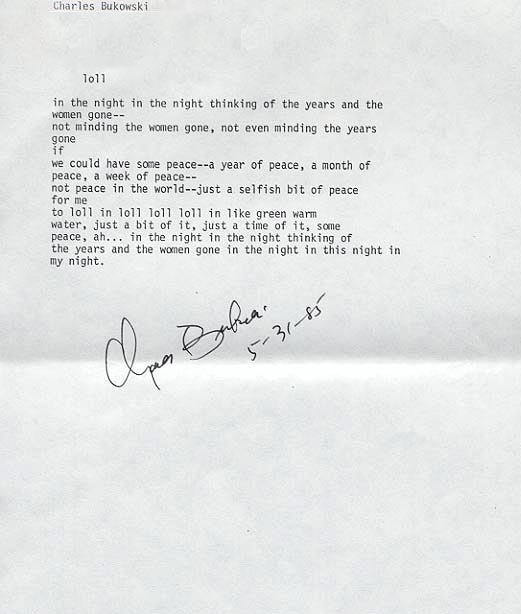 Charles Bukowski
loll
in the night in the night thinking of the years and the
women gone--
not minding the women gone, not even minding the years
gone
if
we could have some peace--a year of peace, a month of
peace, a week of peace--
not peace in the world--just a selfish bit of peace
for me
to loll in loll loll loll in like green warm
water, just a bit of it, just a time of it, some
peace, ah... in the night in the night thinking of
the years and the women gone in the night in this night in
my night.
Charles Bukowski
5-31-85